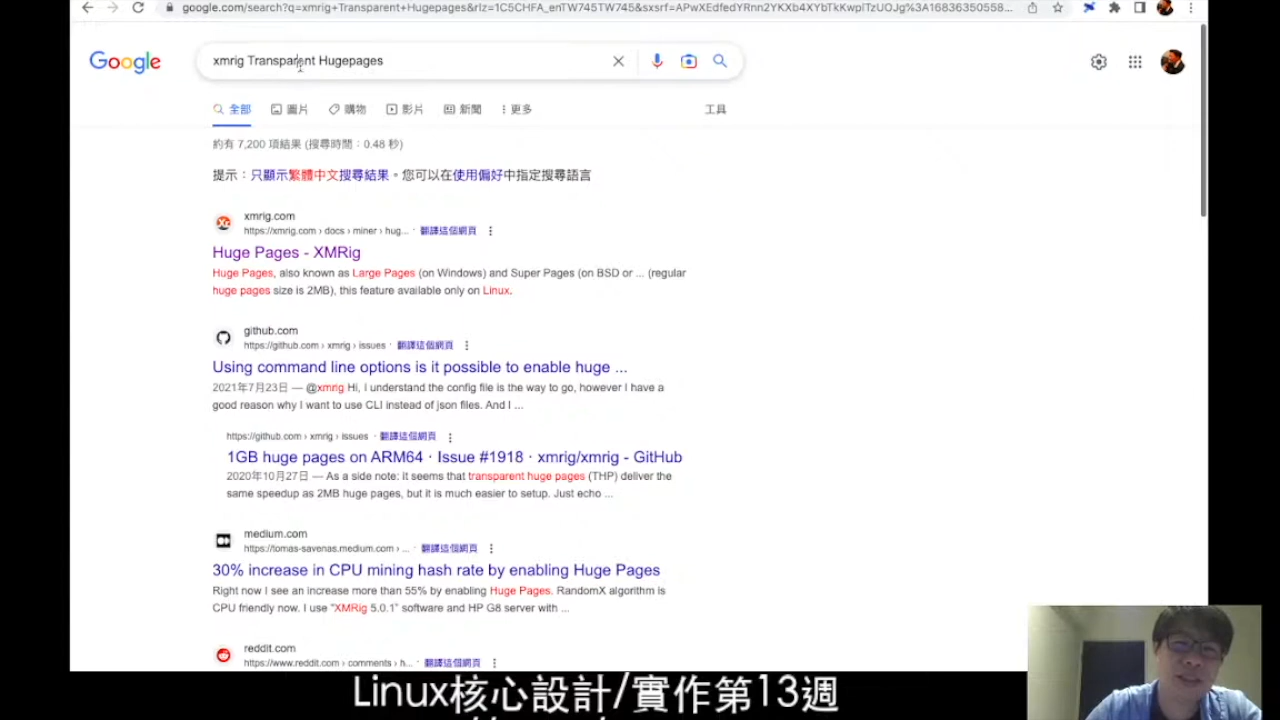 google.com/search?q=xmrig+Transparent+Hugepages&rlz=1C5CHFA_enTW745TW745&sxsrf=APwXEdfedYRnn2YKXb4XYbTkKwplTzUOJg%3A16836350558...
Google
xmrig Transparent Hugepages
全部 圖片 購物 影片 新聞 更多 工具
約有 7,200 項結果 (搜尋時間：0.48 秒)
提示：只顯示繁體中文搜尋結果。您可以在使用偏好中指定搜尋語言
xmrig.com
https://xmrig.com › docs › miner › hug... · 翻譯這個網頁
Huge Pages - XMRig
Huge Pages, also known as Large Pages (on Windows) and Super Pages (on BSD or ... (regular
huge pages size is 2MB), this feature available only on Linux.
github.com
https://github.com › xmrig › issues · 翻譯這個網頁
Using command line options is it possible to enable huge ...
2021年7月23日 — @xmrig Hi, I understand the config file is the way to go, however I have a
good reason why I want to use CLI instead of json files. And I ...
https://github.com › xmrig › issues · 翻譯這個網頁
1GB huge pages on ARM64 · Issue #1918 · xmrig/xmrig - GitHub
2020年10月27日 — As a side note: it seems that transparent huge pages (THP) deliver the
same speedup as 2MB huge pages, but it is much easier to setup. Just echo ...
medium.com
https://tomas-savenas.medium.com › ... · 翻譯這個網頁
30% increase in CPU mining hash rate by enabling Huge Pages
Right now I see an increase more than 55% by enabling Huge Pages. RandomX algorithm is
CPU friendly now. I use "XMRig 5.0.1" software and HP G8 server with ...
reddit.com
https://www.reddit.com › comments › h... · 翻譯這個網頁
Linux核心設計/實作第13週